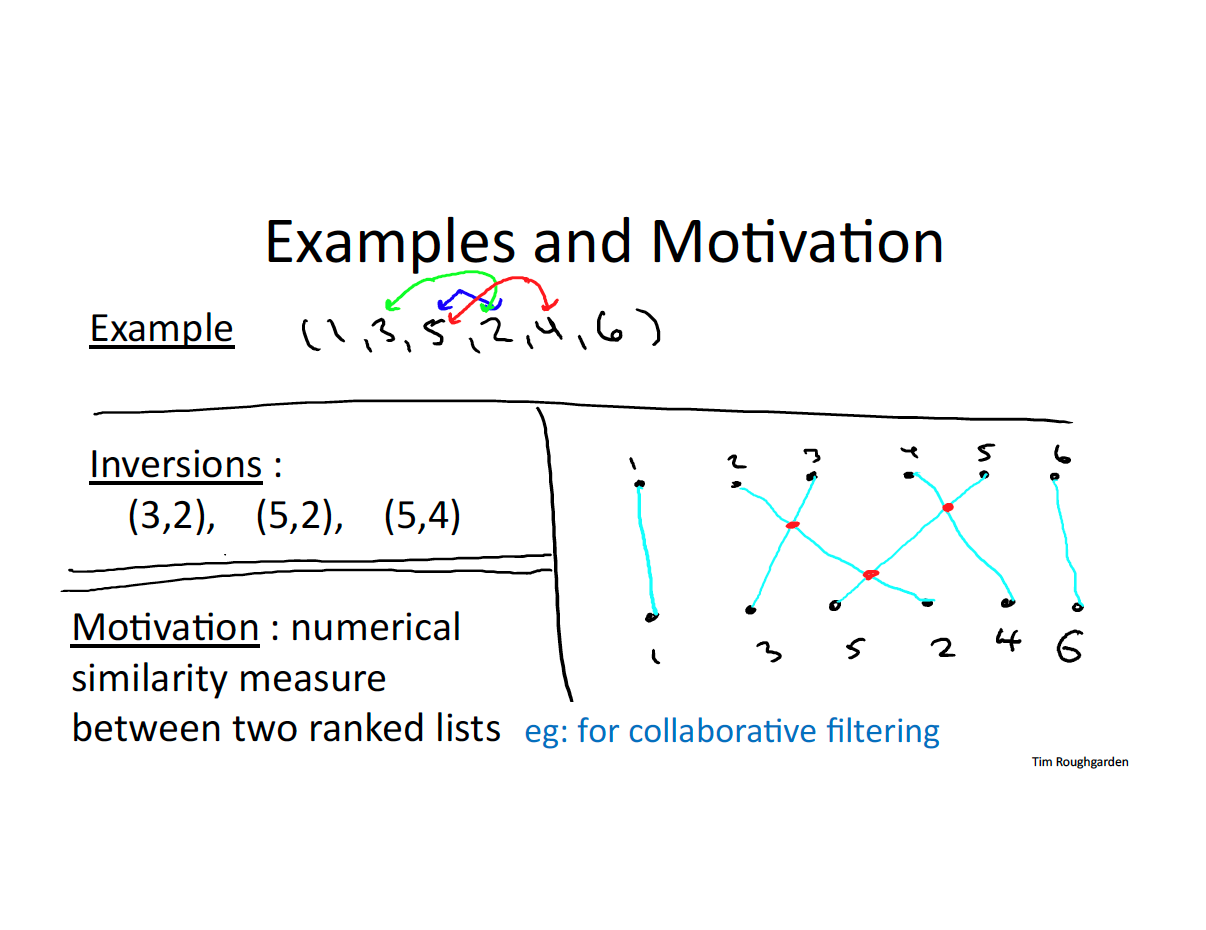 Examples and Motivation
Example (1,3,5,2,4,6)
Inversions :
(3,2), (5,2), (5,4)
1 2 3 4 5 6
1 3 5 2 4 6
Motivation : numerical
similarity measure
between two ranked lists eg: for collaborative filtering
Tim Roughgarden